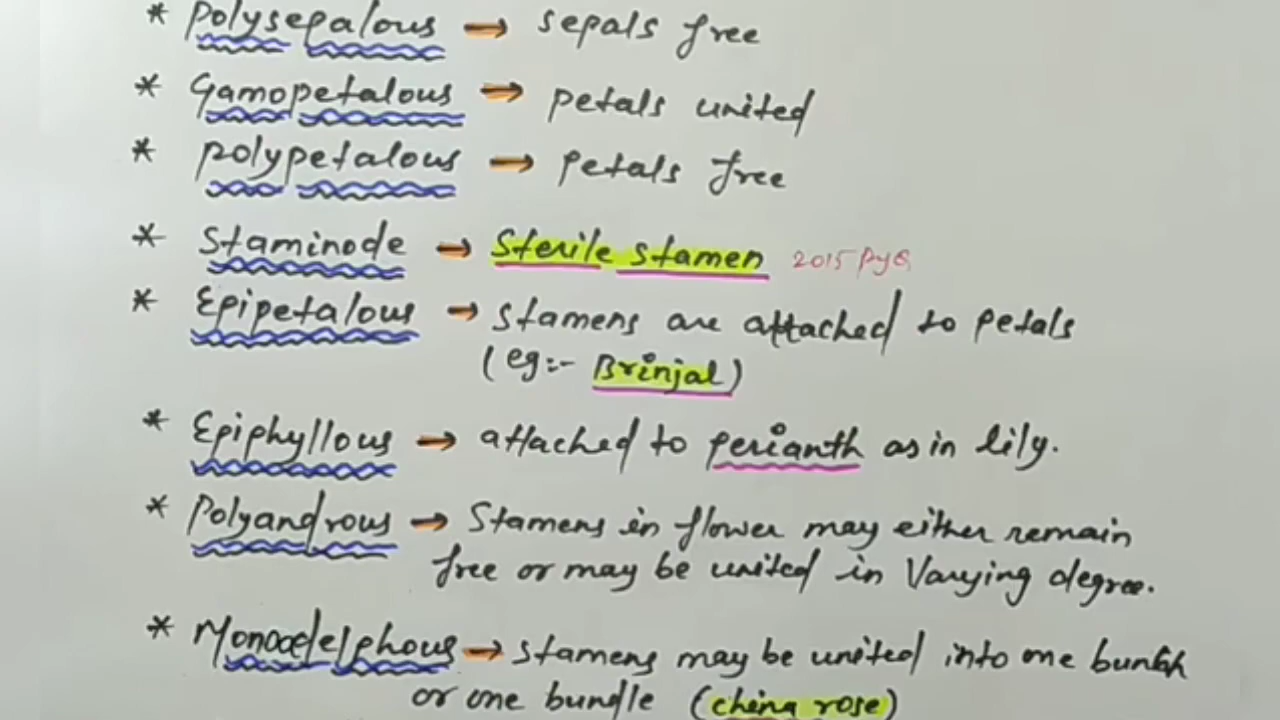 * Polysepalous → sepals free
* Gamopetalous → petals united
* polypetalous → petals free
* Staminode → Sterile stamen 2015 PYQ
* Epipetalous → stamens are attached to petals
(eg:- Brinjal)
* Epiphyllous → attached to perianth as in lily.
* Polyandrous → Stamens in flower may either remain
free or may be united in Varying degree.
* Monoadelphous → stamens may be united into one bunch
or one bundle (china rose)